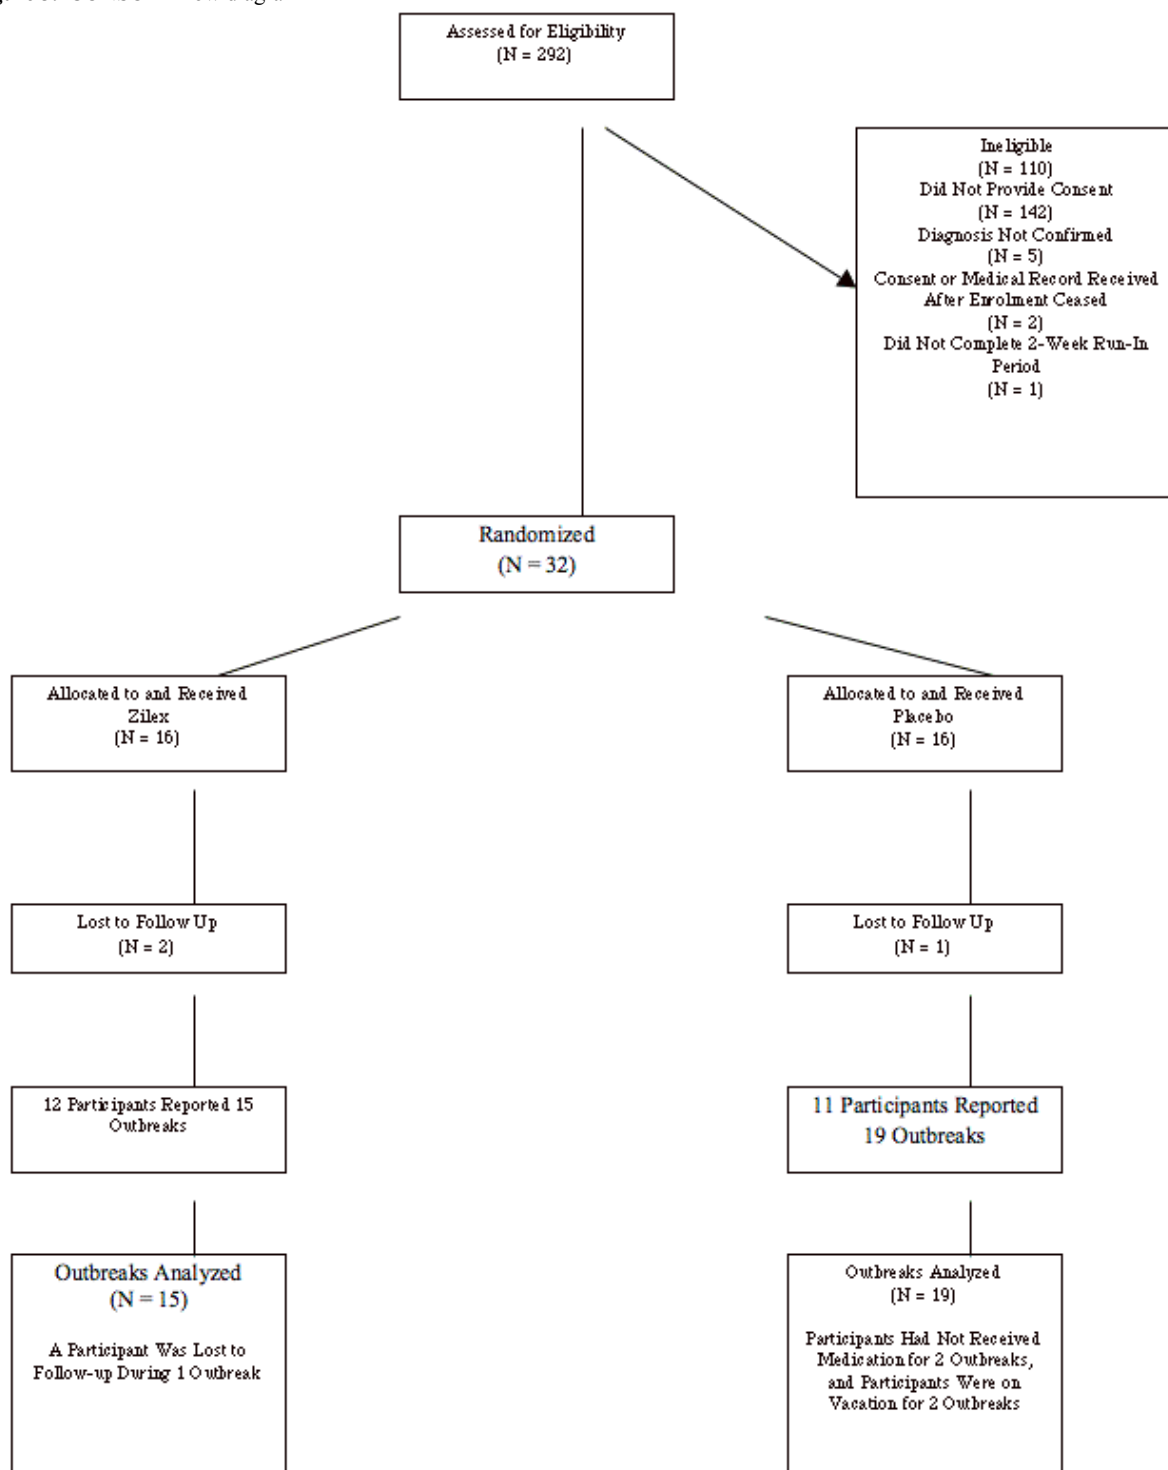 Assessed for Eligibility
(N = 292)
Ineligible
(N = 110)
Did Not Provide Consent
(N = 142)
Diagnosis Not Confirmed
(N = 5)
Consent or Medical Record Received
After Enrolment Ceased
(N = 2)
Did Not Complete 2-Week Run-In
Period
(N = 1)
Randomized
(N = 32)
Allocated to and Received
Zilex
(N = 16)
Allocated to and Received
Placebo
(N = 16)
Lost to Follow Up
(N = 2)
Lost to Follow Up
(N = 1)
12 Participants Reported 15
Outbreaks
11 Participants Reported
19 Outbreaks
Outbreaks Analyzed
(N = 15)
A Participant Was Lost to
Follow-up During 1 Outbreak
Outbreaks Analyzed
(N = 19)
Participants Had Not Received
Medication for 2 Outbreaks,
and Participants Were on
Vacation for 2 Outbreaks